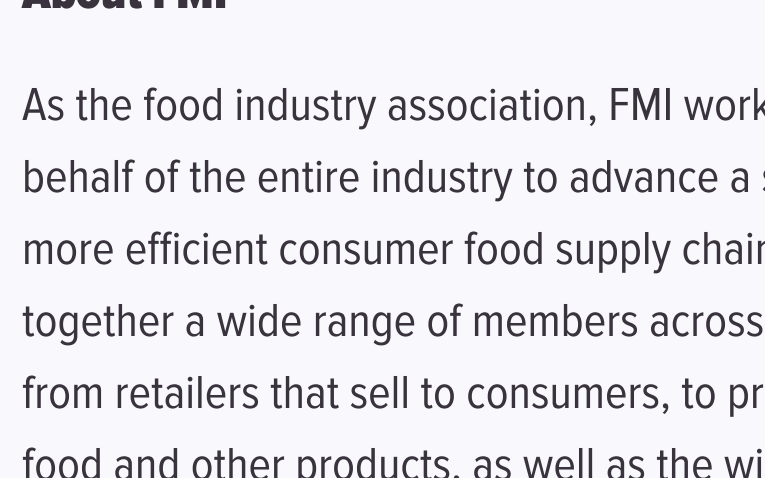 About FMI
As the food industry association, FMI work
behalf of the entire industry to advance a s
more efficient consumer food supply chain
together a wide range of members across
from retailers that sell to consumers, to pr
food and other products, as well as the wi